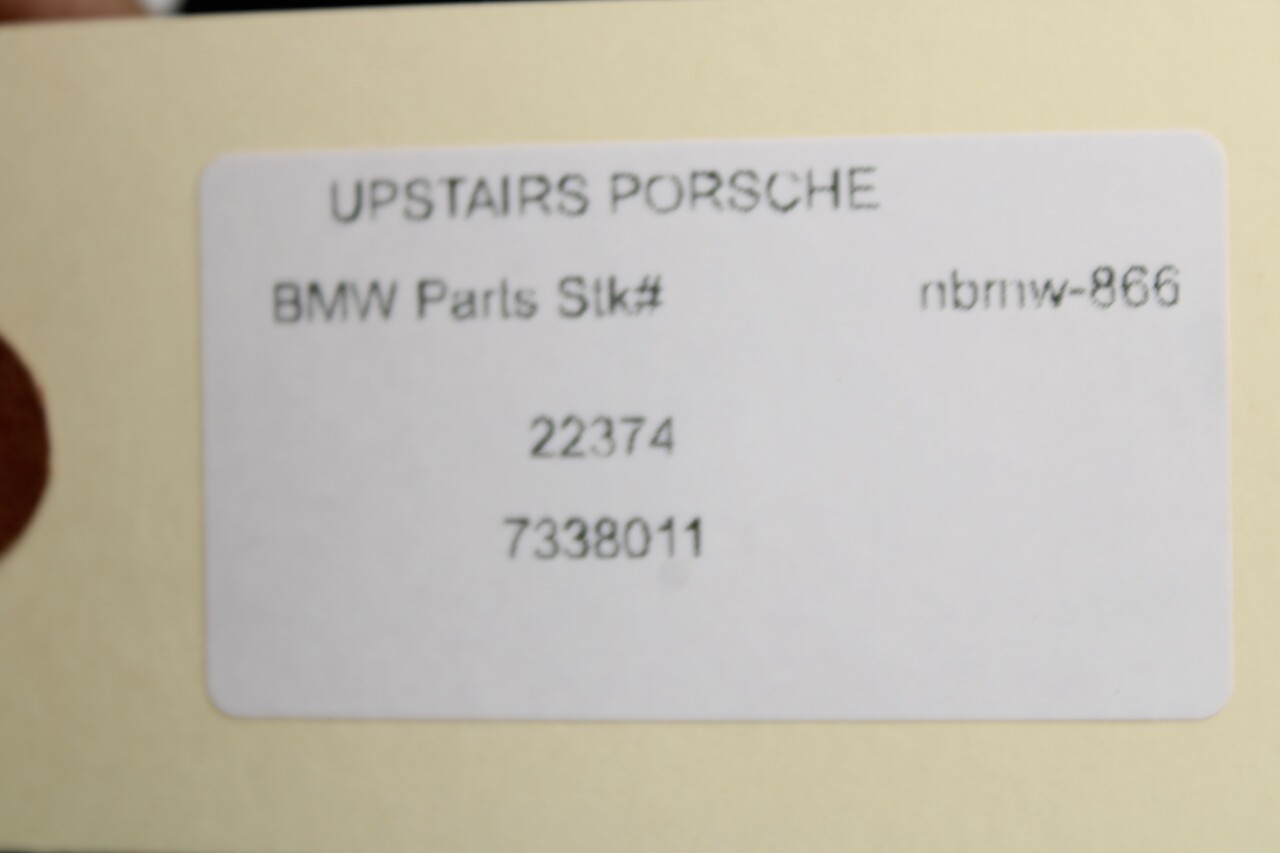 UPSTAIRS PORSCHE
BMW Parts Stk# nbmw-866
22374
7338011